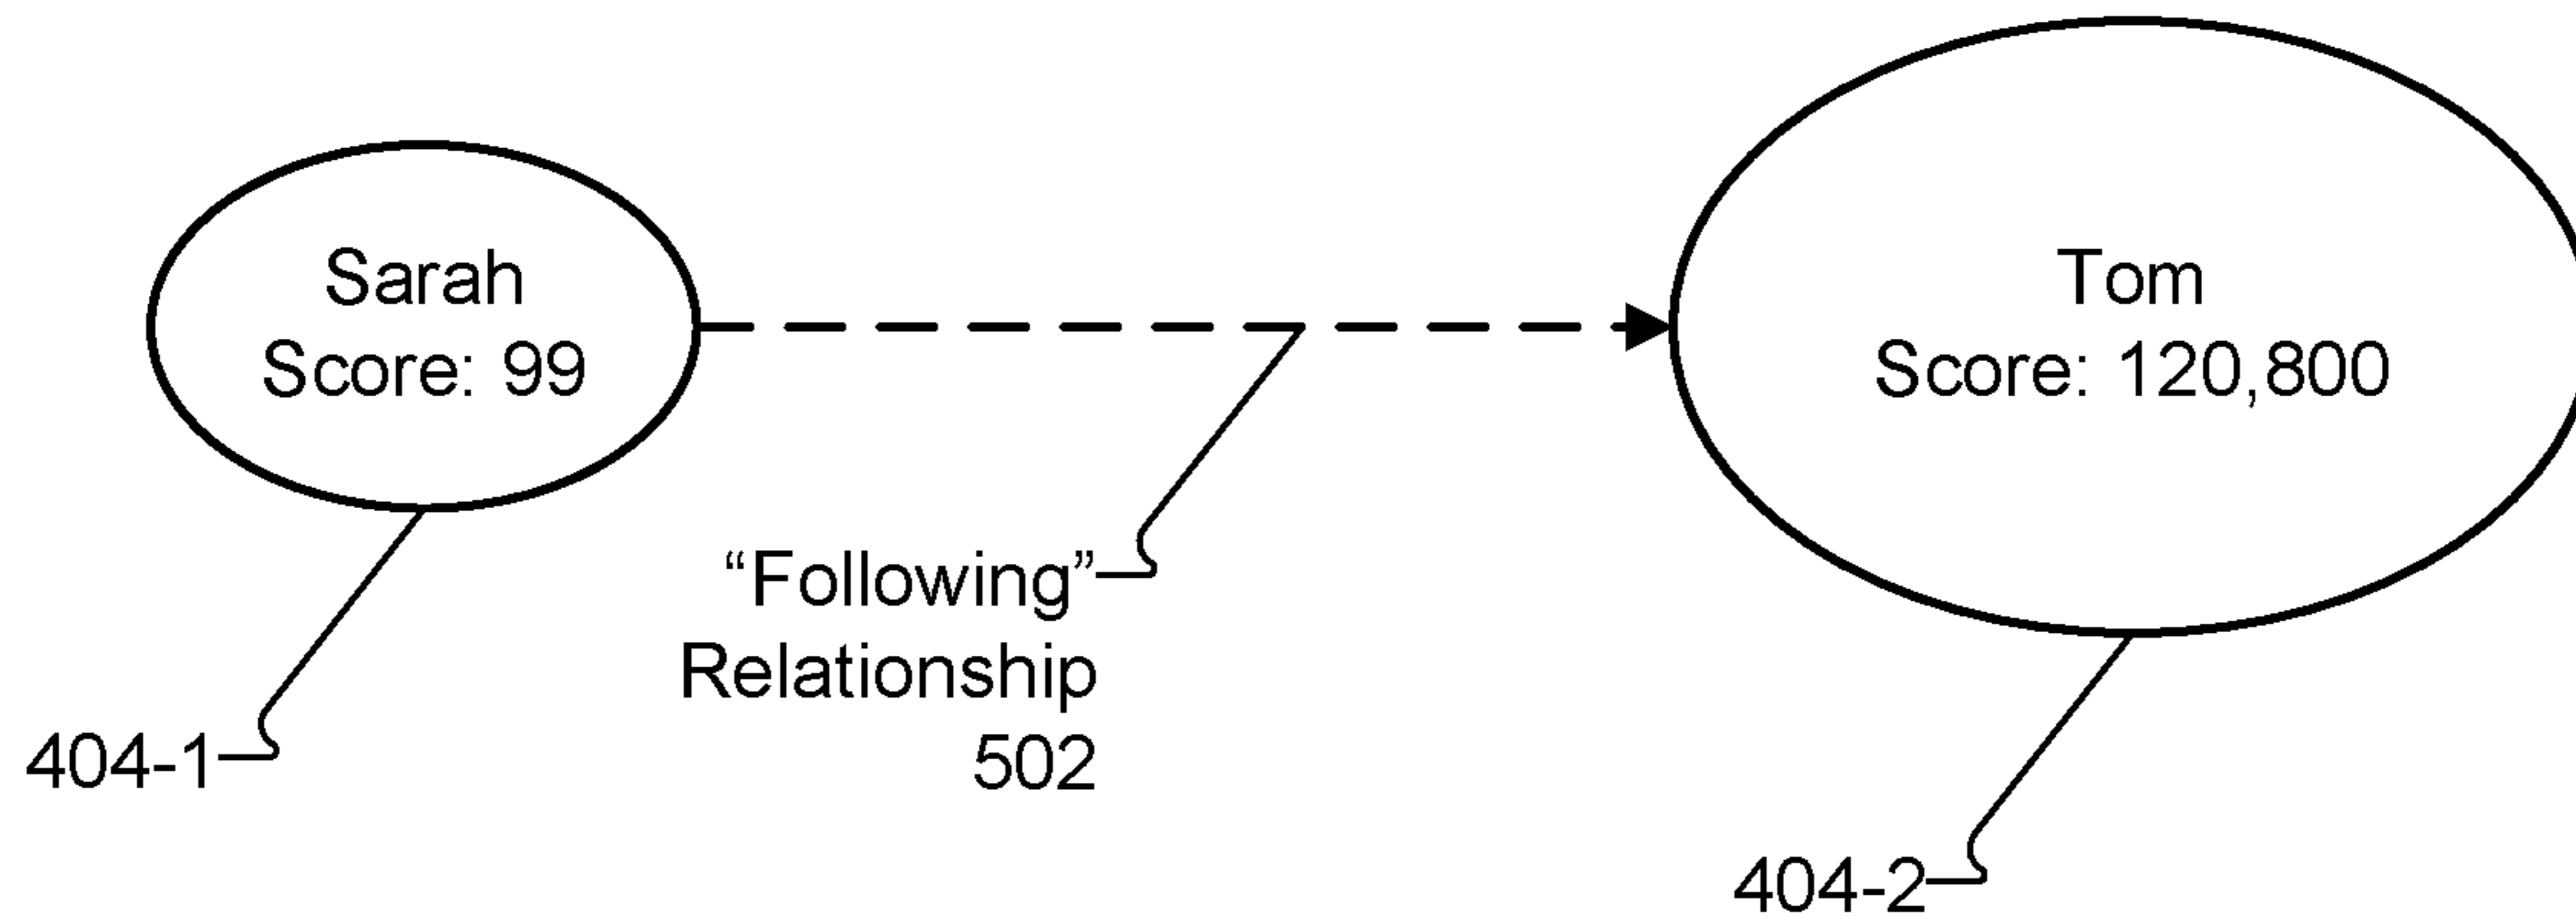 Sarah
Score: 99
Tom
Score: 120,800
“Following”
Relationship
502
404-1
404-2